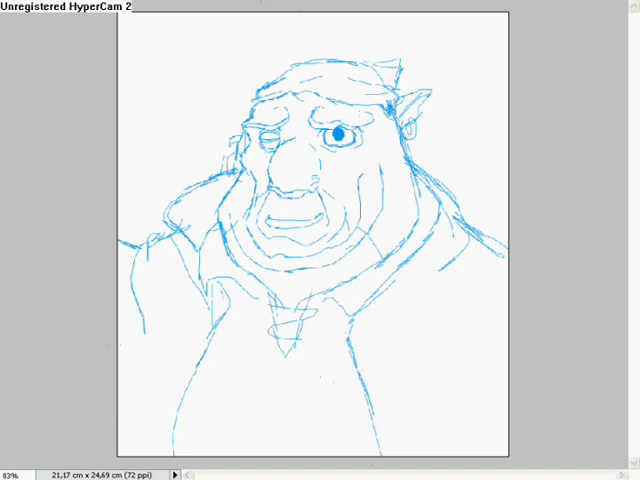 Unregistered HyperCam 2
83%
21,17 cm x 24,69 cm (72 ppi)